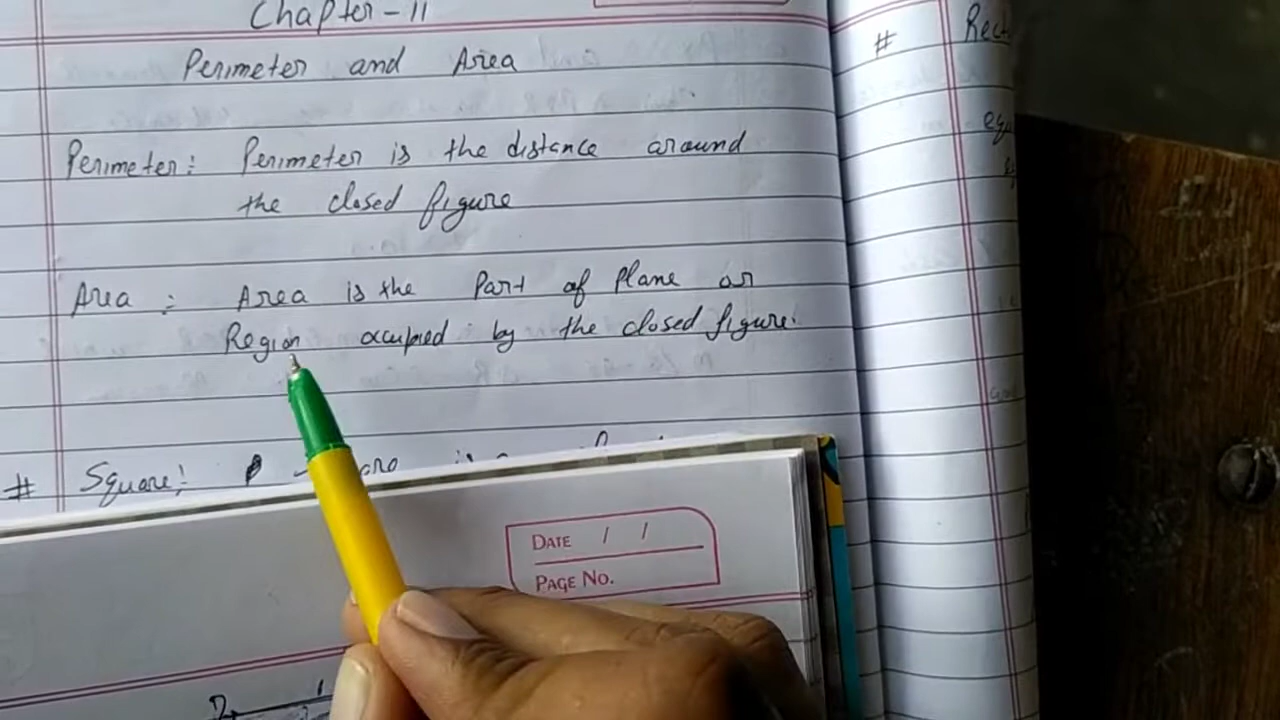 Chapter - 11
Perimeter and Area
Perimeter: Perimeter is the distance around
the closed figure
Area : Area is the Part of Plane or
Region occupied by the closed figure.
# Square:
DATE / /
PAGE NO.
#